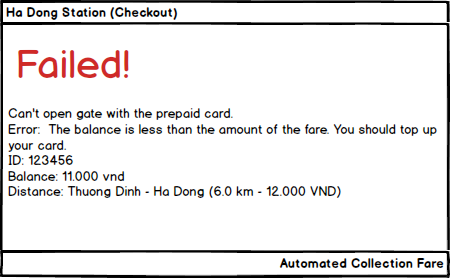 Ha Dong Station (Checkout)
Failed!
Can't open gate with the prepaid card.
Error:  The balance is less than the amount of the fare. You should top up
your card.
ID: 123456
Balance: 11.000 vnd
Distance: Thuong Dinh - Ha Dong (6.0 km - 12.000 VND)
Automated Collection Fare